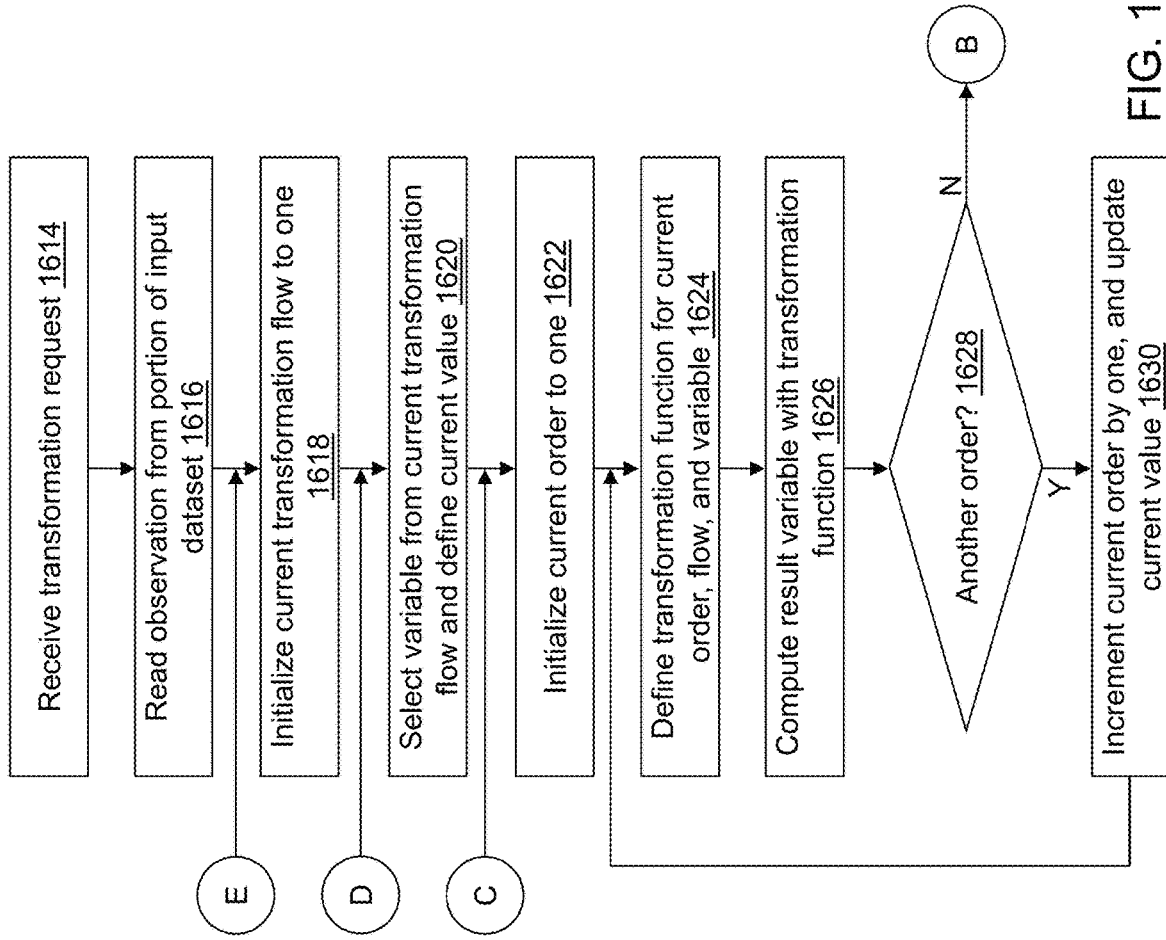 Receive transformation request 1614
Read observation from portion of input
dataset 1616
E
Initialize current transformation flow to one
1618
D
Select variable from current transformation
flow and define current value 1620
C
Initialize current order to one 1622
Define transformation function for current
order, flow, and variable 1624
Compute result variable with transformation
function 1626
Another order? 1628
N
B
Y
Increment current order by one, and update
current value 1630
FIG. 1